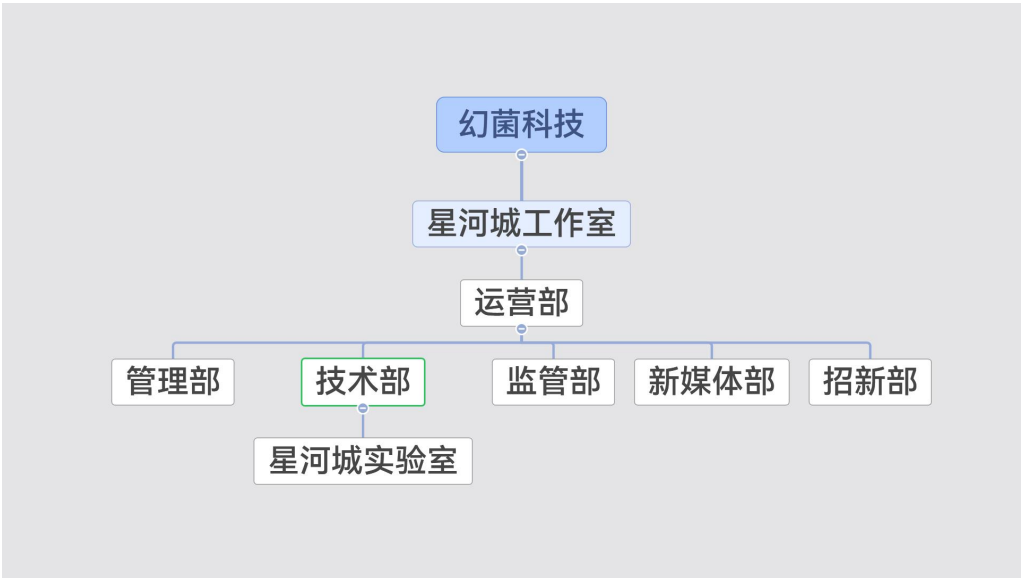 幻菌科技
星河城工作室
运营部
管理部
技术部
监管部
新媒体部
招新部
星河城实验室